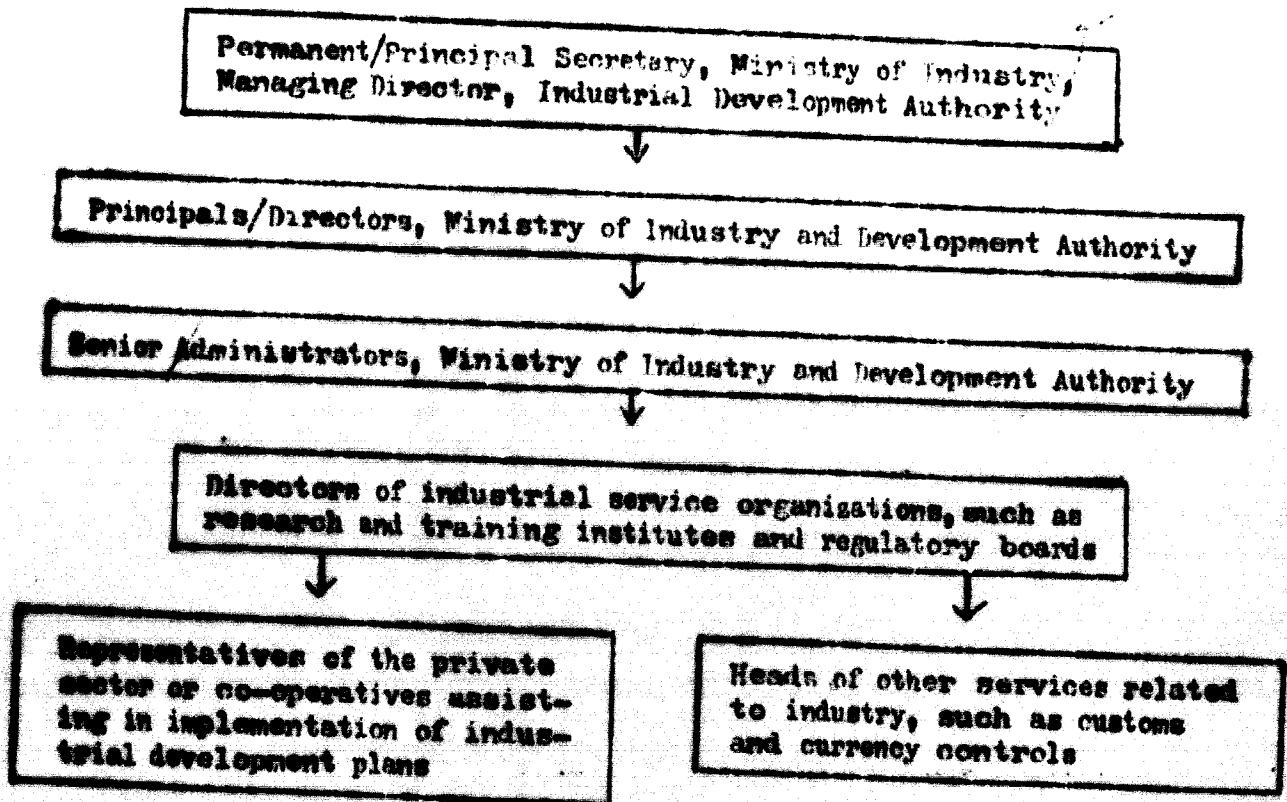 Permanent/Principal Secretary, Ministry of Industry,
Managing Director, Industrial Development Authority
Principals/Directors, Ministry of Industry and Development Authority
Senior Administrators, Ministry of Industry and Development Authority
Directors of industrial service organizations, such as
research and training institutes and regulatory boards
Representatives of the private
sector or co-operatives assist-
ing in implementation of indus-
trial development plans
Heads of other services related
to industry, such as customs
and currency controls